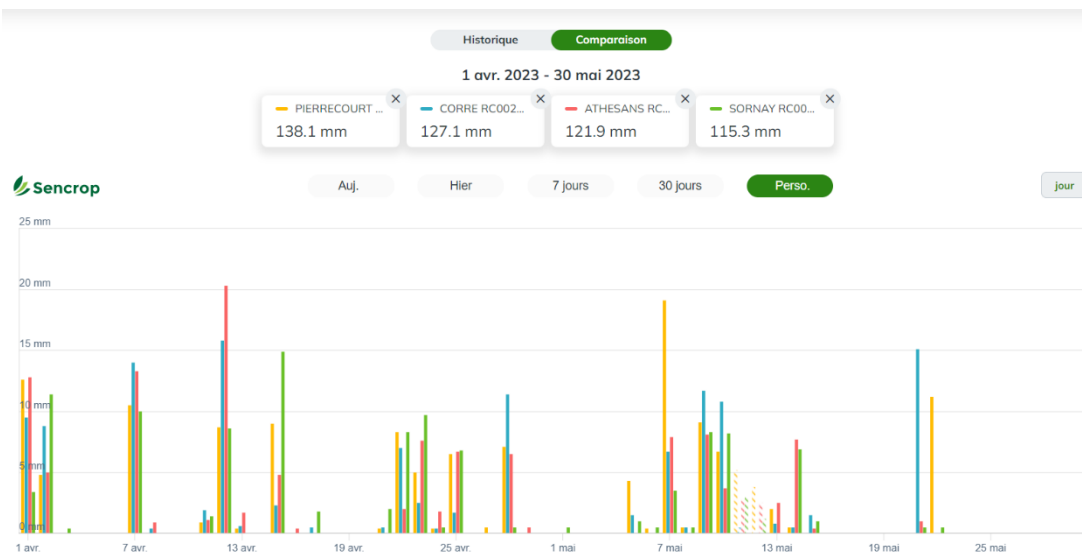 Historique Comparaison
1 avr. 2023 - 30 mai 2023
PIERRECOURT ... CORRE RC002... ATHESANS RC... SORNAY RC00...
138.1 mm 127.1 mm 121.9 mm 115.3 mm
Sencrop Auj. Hier 7 jours 30 jours Perso. jour
25 mm
20 mm
15 mm
10 mm
5 mm
0 mm
1 avr. 7 avr. 13 avr. 19 avr. 25 avr. 1 mai 7 mai 13 mai 19 mai 25 mai